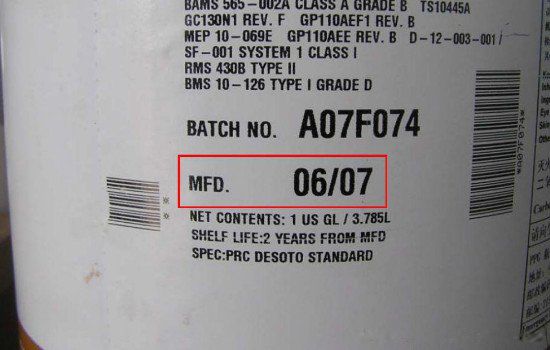 BAMS 565-002A CLASS A GRADE B TS10445A
GC130N1 REV. F GP110AEF1 REV. B
MEP 10-069E GP110AEE REV. B D-12-003-001/
SF-001 SYSTEM 1 CLASS I
RMS 430B TYPE II
BMS 10-126 TYPE I GRADE D
BATCH NO. A07F074
MFD. 06/07
NET CONTENTS: 1 US GL / 3.785L
SHELF LIFE:2 YEARS FROM MFD
SPEC:PRC DESOTO STANDARD
*A07F074*